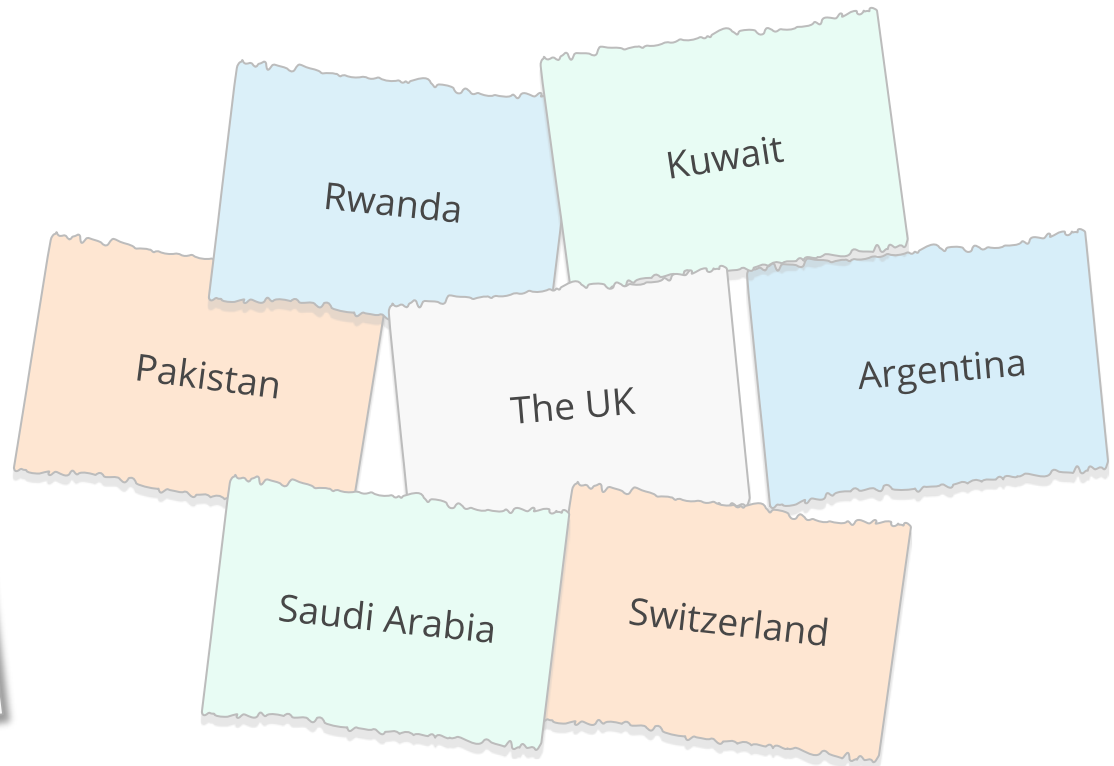 Kuwait
Rwanda
Pakistan
The UK
Argentina
Saudi Arabia
Switzerland